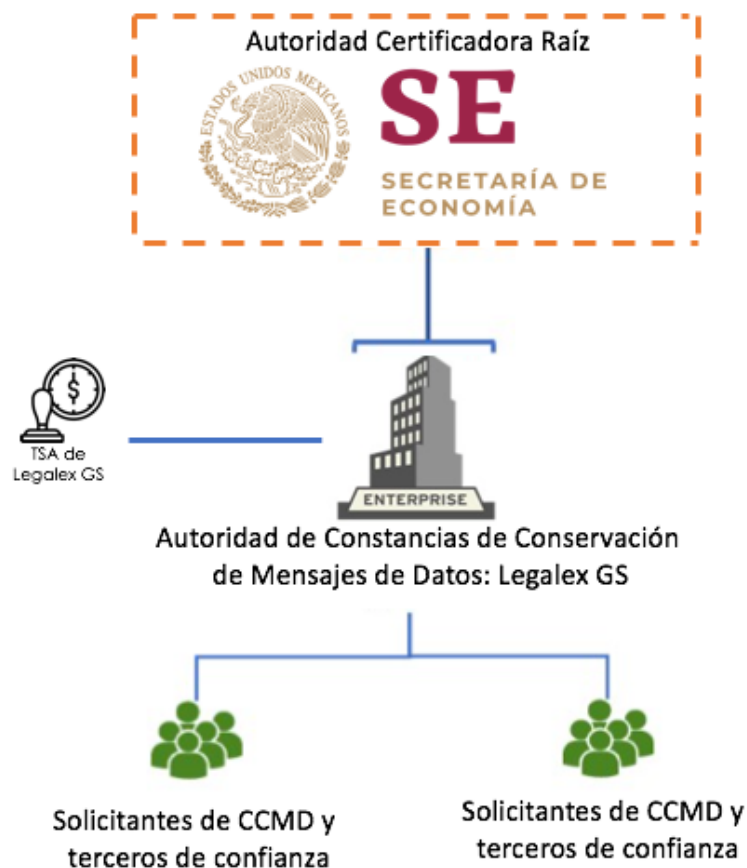 Autoridad Certificadora Raíz
ESTADOS UNIDOS MEXICANOS
SE
SECRETARÍA DE
ECONOMÍA
TSA de
Legalex GS
ENTERPRISE
Autoridad de Constancias de Conservación
de Mensajes de Datos: Legalex GS
Solicitantes de CCMD y
terceros de confianza
Solicitantes de CCMD y
terceros de confianza